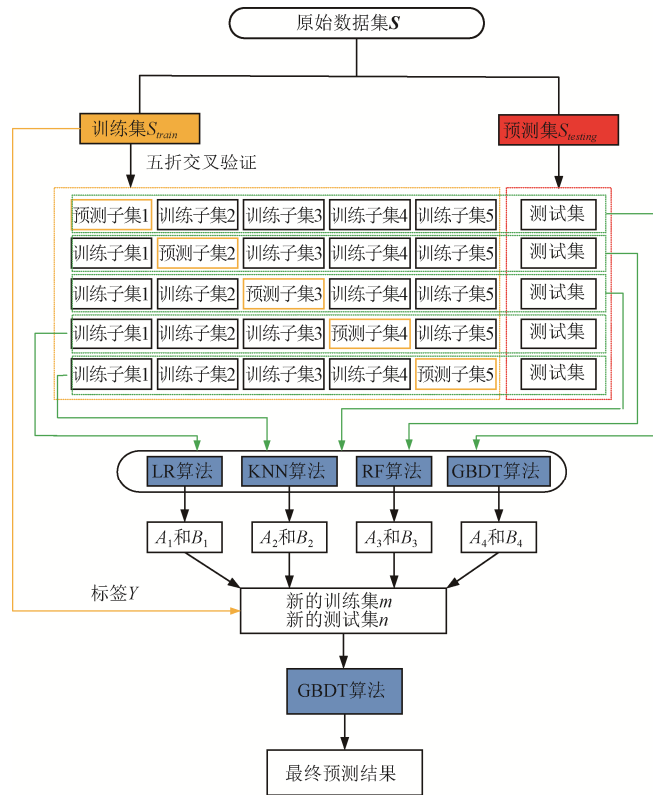 原始数据集S
训练集Strain
预测集Stesting
五折交叉验证
预测子集1 训练子集2 训练子集3 训练子集4 训练子集5 测试集
训练子集1 预测子集2 训练子集3 训练子集4 训练子集5 测试集
训练子集1 训练子集2 预测子集3 训练子集4 训练子集5 测试集
训练子集1 训练子集2 训练子集3 预测子集4 训练子集5 测试集
训练子集1 训练子集2 训练子集3 训练子集4 预测子集5 测试集
LR算法 KNN算法 RF算法 GBDT算法
A1和B1 A2和B2 A3和B3 A4和B4
标签Y
新的训练集m
新的测试集n
GBDT算法
最终预测结果